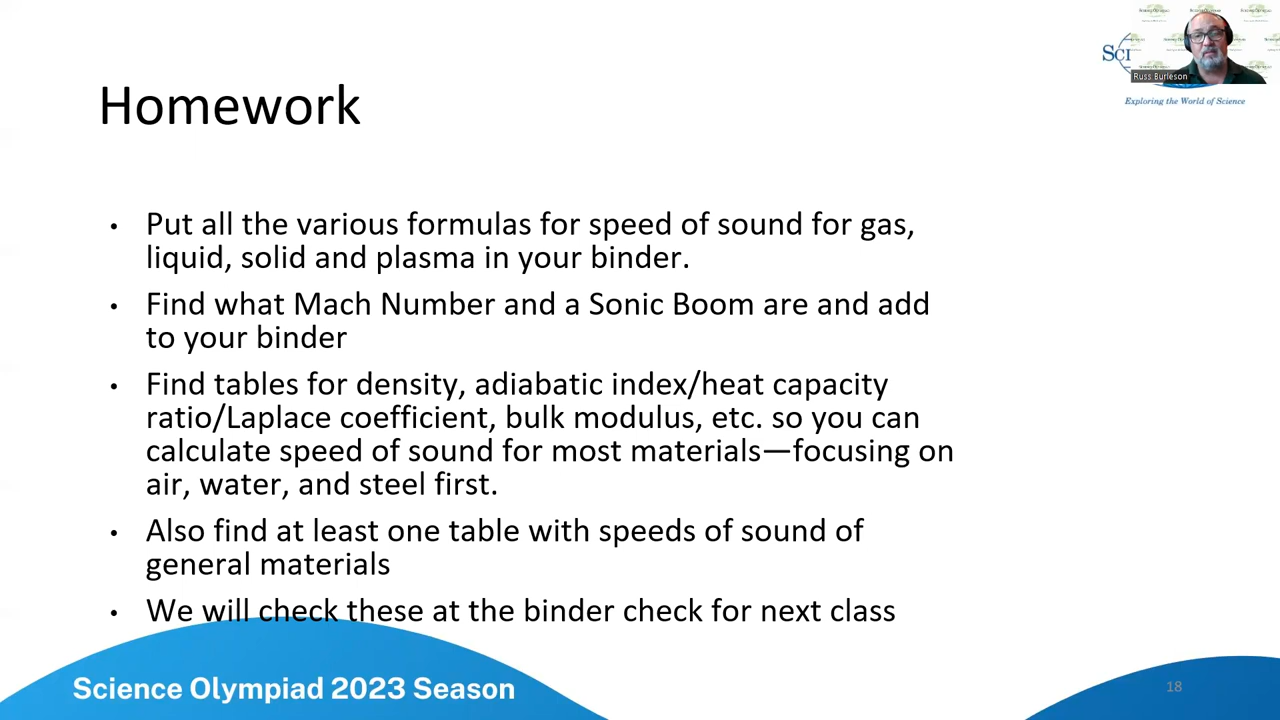 Homework
Sci
Russ Burleson
Exploring the World of Science
• Put all the various formulas for speed of sound for gas,
liquid, solid and plasma in your binder.
• Find what Mach Number and a Sonic Boom are and add
to your binder
• Find tables for density, adiabatic index/heat capacity
ratio/Laplace coefficient, bulk modulus, etc. so you can
calculate speed of sound for most materials—focusing on
air, water, and steel first.
• Also find at least one table with speeds of sound of
general materials
• We will check these at the binder check for next class
Science Olympiad 2023 Season
18